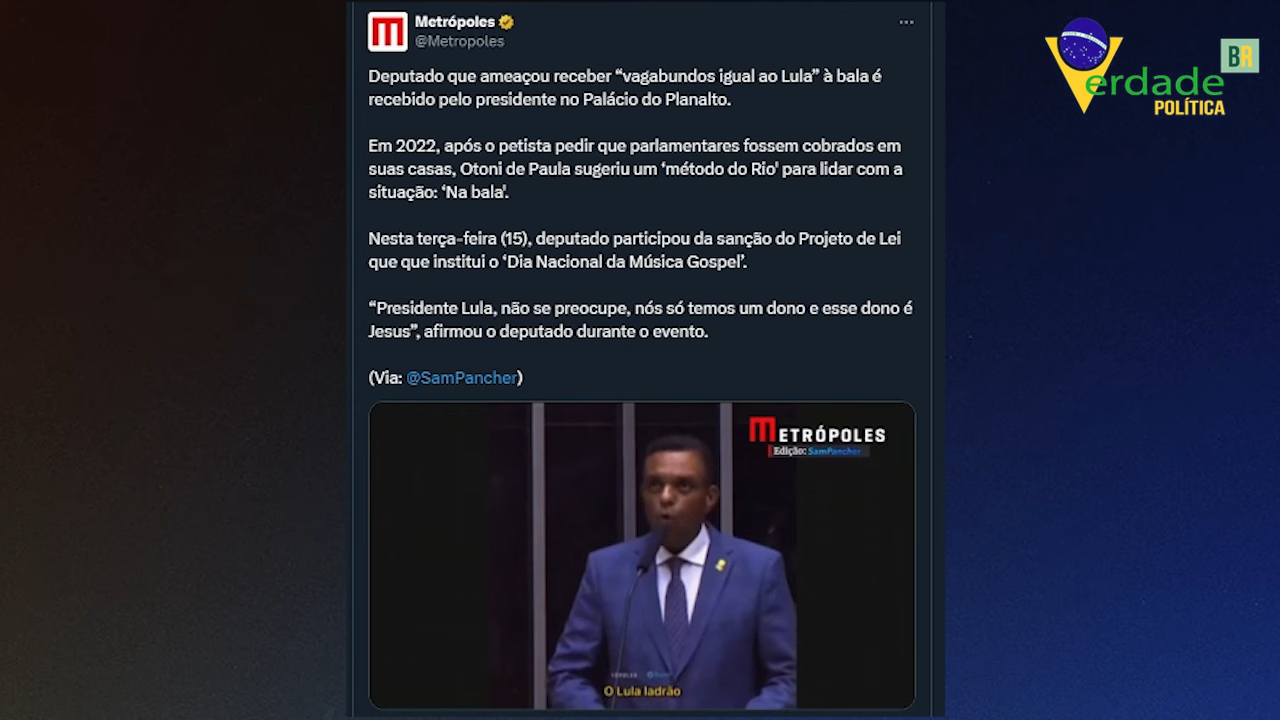 Metrópoles
@Metropoles
Deputado que ameaçou receber “vagabundos igual ao Lula” à bala é
recebido pelo presidente no Palácio do Planalto.
Em 2022, após o petista pedir que parlamentares fossem cobrados em
suas casas, Otoni de Paula sugeriu um ‘método do Rio' para lidar com a
situação: ‘Na bala'.
Nesta terça-feira (15), deputado participou da sanção do Projeto de Lei
que que institui o ‘Dia Nacional da Música Gospel’.
“Presidente Lula, não se preocupe, nós só temos um dono e esse dono é
Jesus”, afirmou o deputado durante o evento.
(Via: @SamPancher)
METRÓPOLES
Edição: SamPancher
O Lula ladrão
BR
Verdade
POLÍTICA